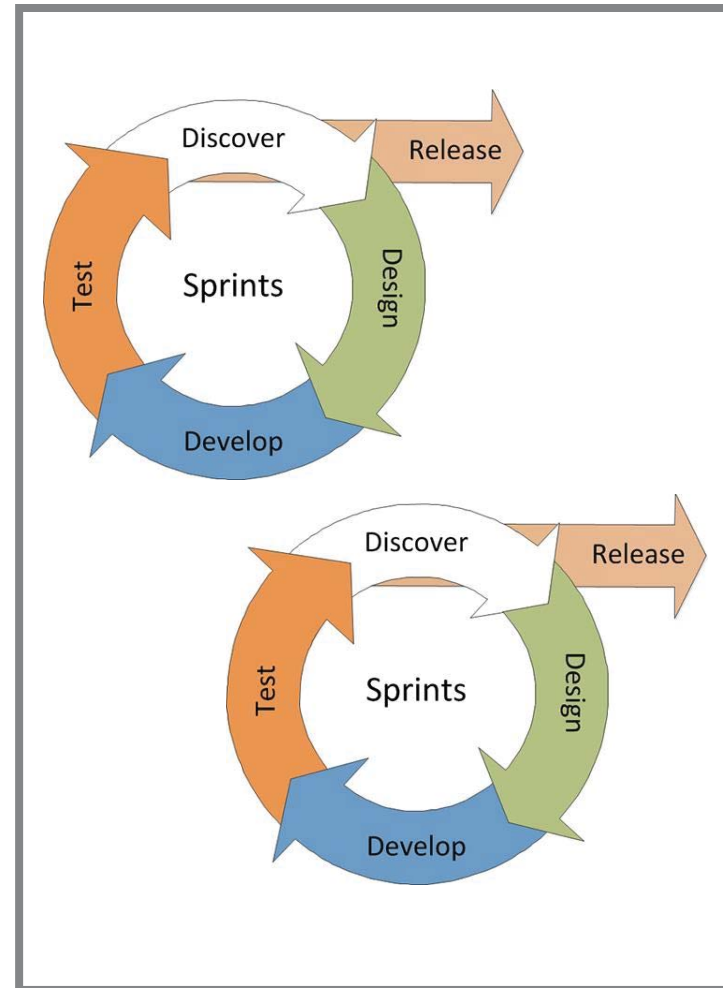 Discover
Release
Test
Sprints
Design
Develop
Discover
Release
Test
Sprints
Design
Develop